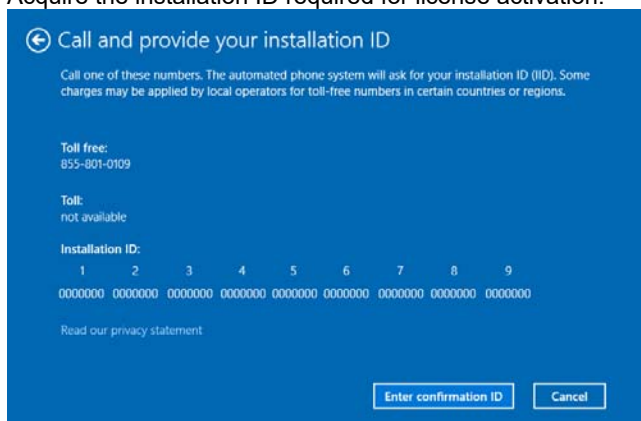 Acquire the installation ID required for license activation.
Call and provide your installation ID
Call one of these numbers. The automated phone system will ask for your installation ID (IID). Some
charges may be applied by local operators for toll-free numbers in certain countries or regions.
Toll free:
855-801-0109
Toll:
not available
Installation ID:
1 2 3 4 5 6 7 8 9
0000000 0000000 0000000 0000000 0000000 0000000 0000000 0000000 0000000
Read our privacy statement
Enter confirmation ID Cancel